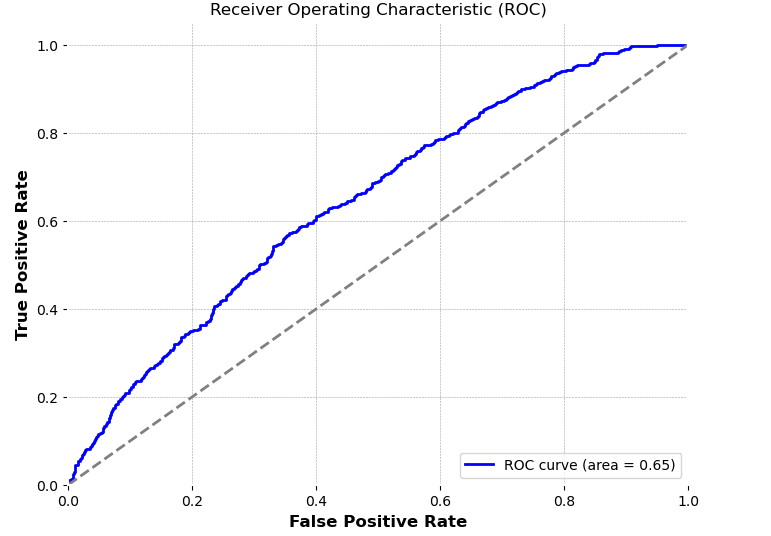 Receiver Operating Characteristic (ROC)
True Positive Rate
1.0
0.8
0.6
0.4
0.2
0.0
0.0 0.2 0.4 0.6 0.8 1.0
False Positive Rate
ROC curve (area = 0.65)